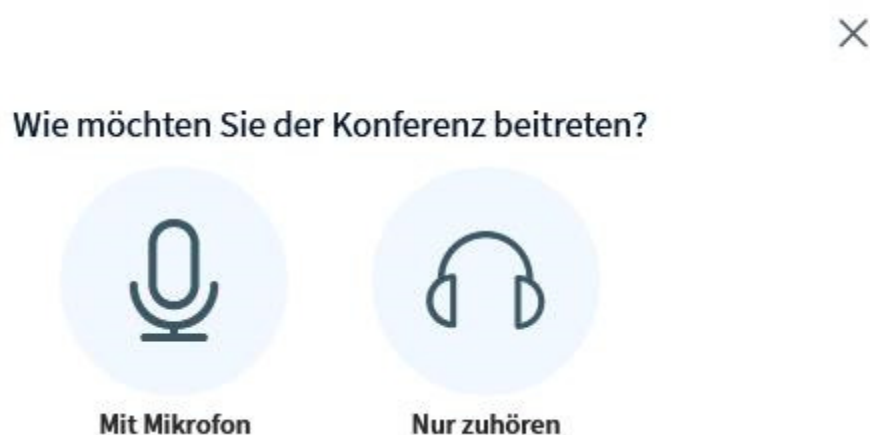 Wie möchten Sie der Konferenz beitreten?
Mit Mikrofon Nur zuhören